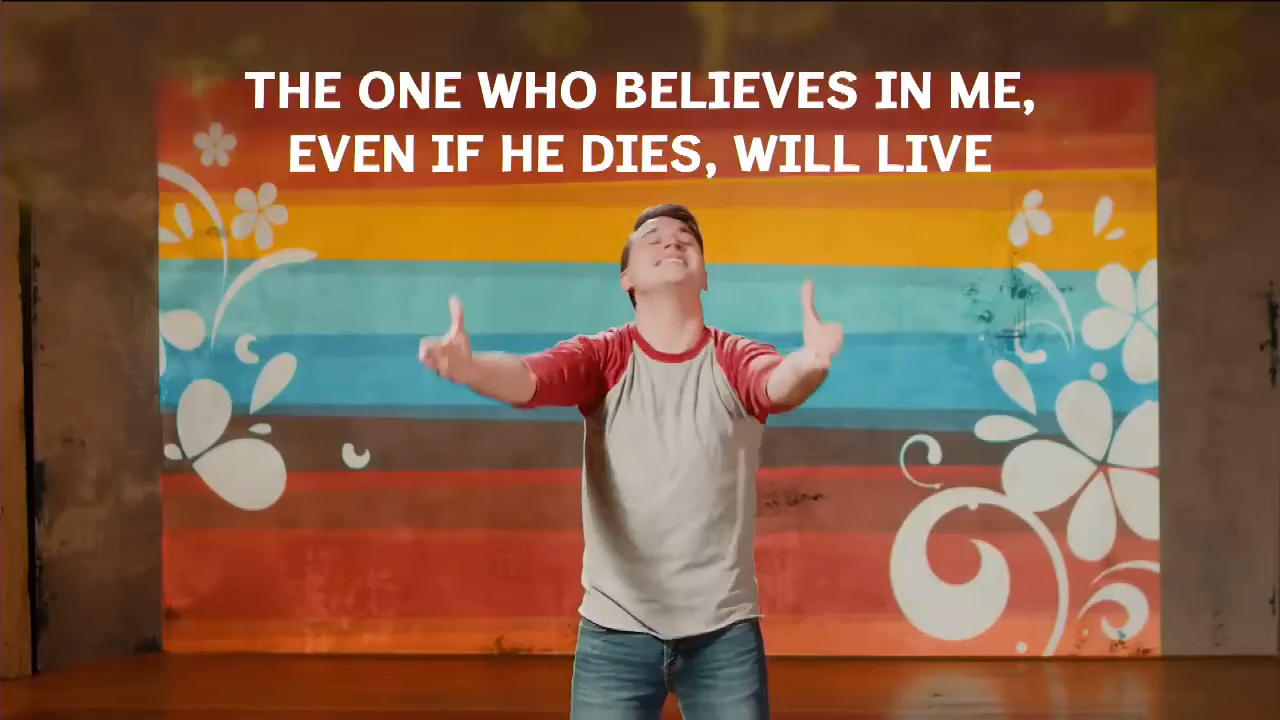 THE ONE WHO BELIEVES IN ME,
EVEN IF HE DIES, WILL LIVE